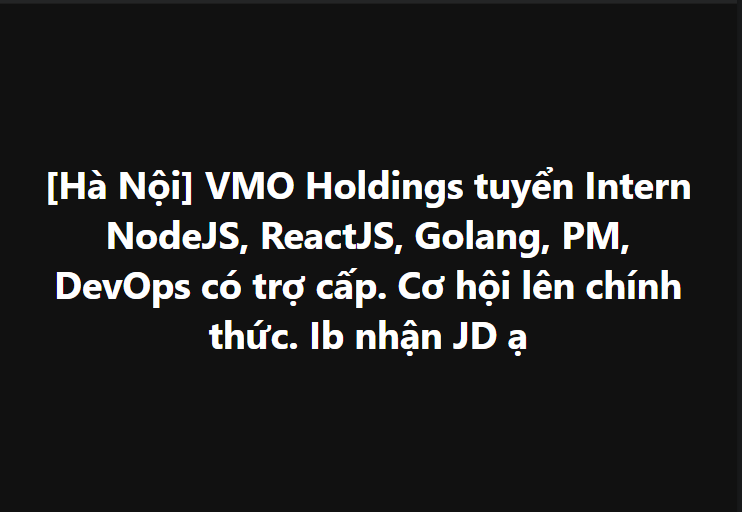 [Hà Nội] VMO Holdings tuyển Intern
NodeJS, ReactJS, Golang, PM,
DevOps có trợ cấp. Cơ hội lên chính
thức. Ib nhận JD ạ